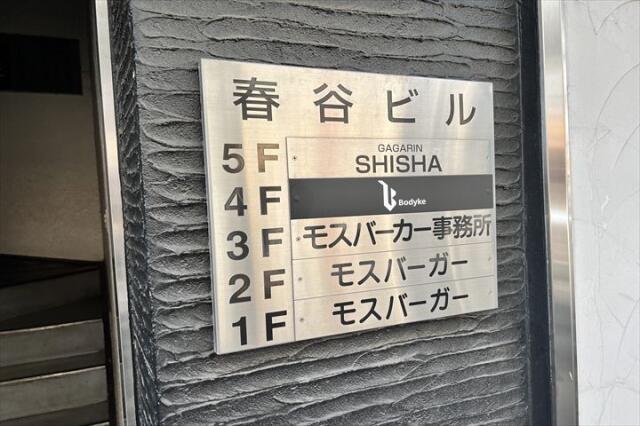 春谷ビル
5F GAGARIN SHISHA
4F Bodyke
3F モスバーカー事務所
2F モスバーガー
1F モスバーガー